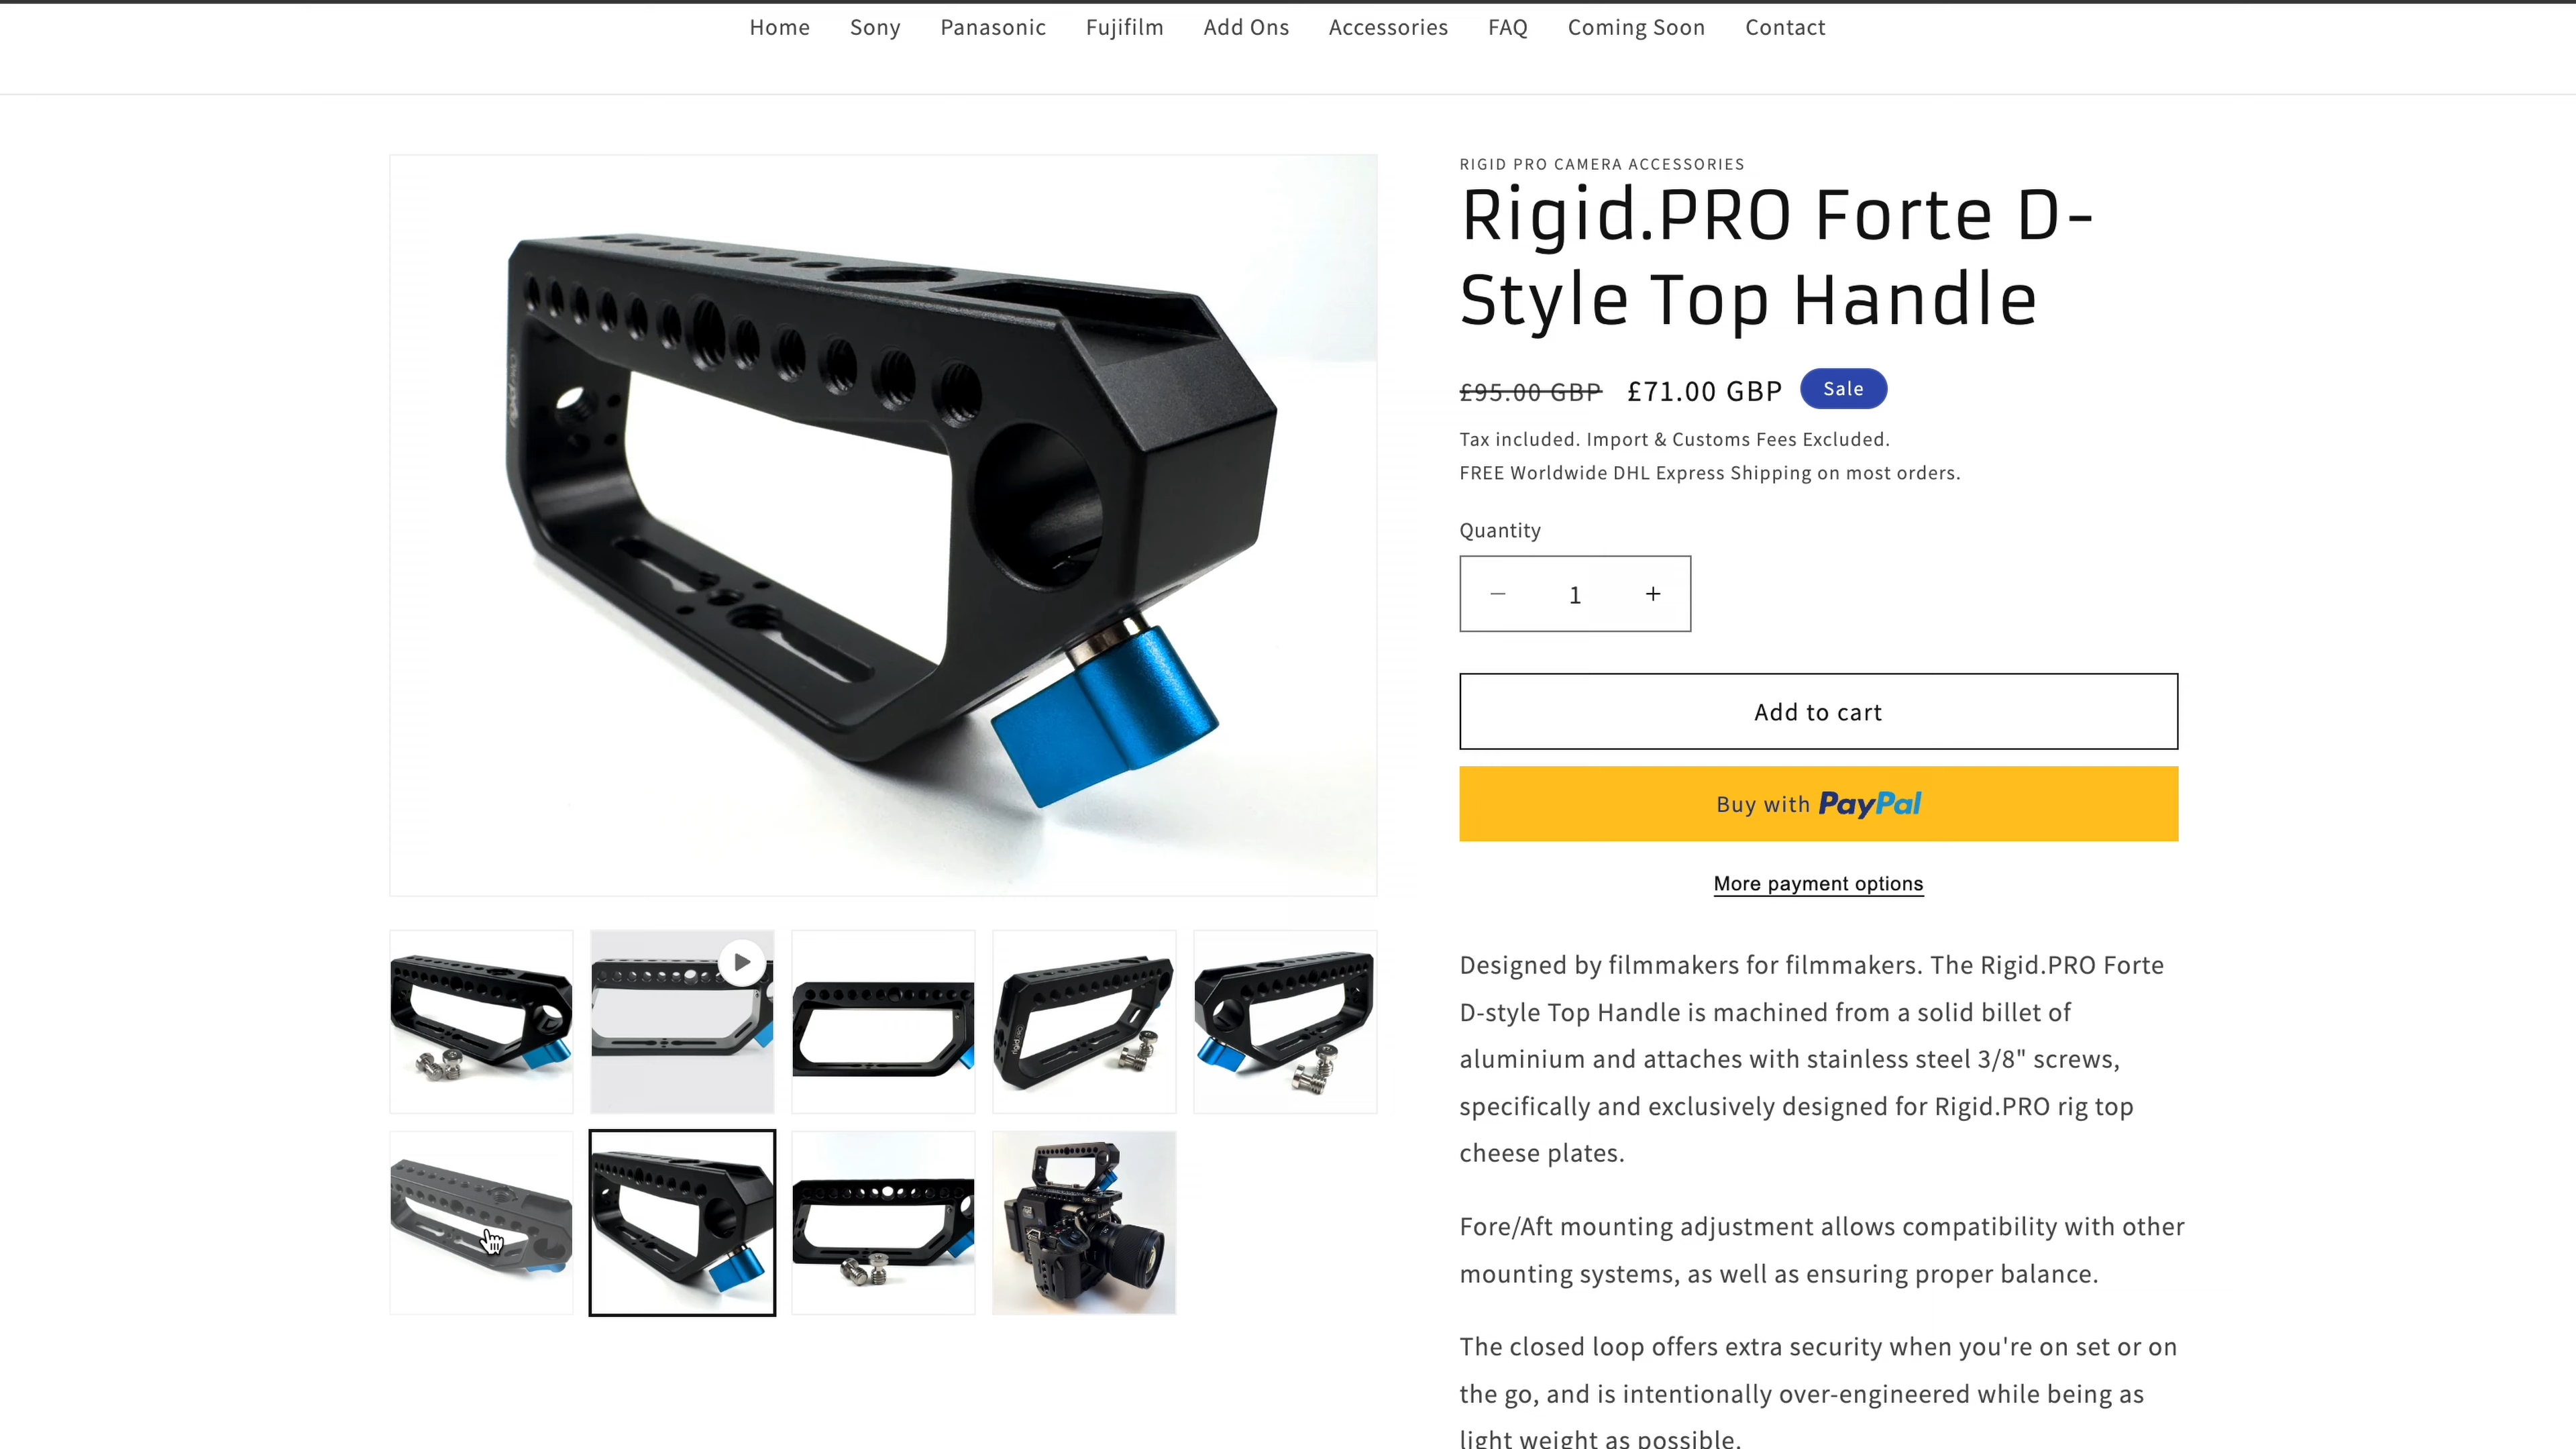 Home Sony Panasonic Fujifilm Add Ons Accessories FAQ Coming Soon Contact
RIGID PRO CAMERA ACCESSORIES
Rigid.PRO Forte D-
Style Top Handle
£95.00 GBP £71.00 GBP Sale
Tax included. Import & Customs Fees Excluded.
FREE Worldwide DHL Express Shipping on most orders.
Quantity
− 1 +
Add to cart
Buy with PayPal
More payment options
Designed by filmmakers for filmmakers. The Rigid.PRO Forte
D-style Top Handle is machined from a solid billet of
aluminium and attaches with stainless steel 3/8" screws,
specifically and exclusively designed for Rigid.PRO rig top
cheese plates.
Fore/Aft mounting adjustment allows compatibility with other
mounting systems, as well as ensuring proper balance.
The closed loop offers extra security when you're on set or on
the go, and is intentionally over-engineered while being as
light weight as possible.
rigid.PRO